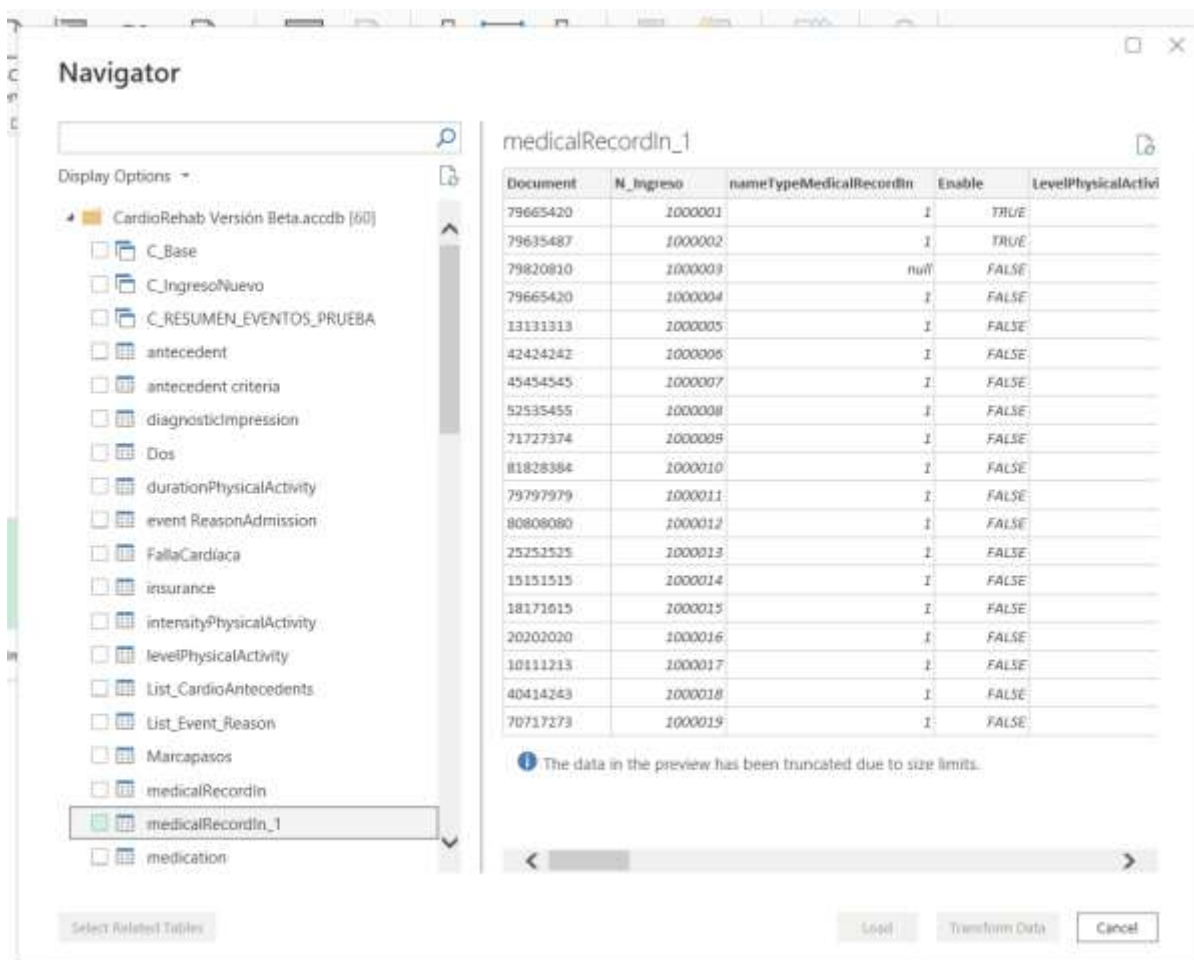 Navigator
Display Options
CardioRehab Versión Beta.accdb [60]
C_Base
C_IngresoNuevo
C_RESUMEN_EVENTOS_PRUEBA
antecedent
antecedent criteria
diagnosticImpression
Dos
durationPhysicalActivity
event ReasonAdmission
FallaCardíaca
insurance
intensityPhysicalActivity
levelPhysicalActivity
List_CardioAntecedents
List_Event_Reason
Marcapasos
medicalRecordIn
medicalRecordIn_1
medication
Select Related Tables
medicalRecordIn_1
Document N_Ingreso nameTypeMedicalRecordIn Enable LevelPhysicalActivi
79665420 1000001 1 TRUE
79635487 1000002 1 TRUE
79820810 1000003 null FALSE
79665420 1000004 1 FALSE
13131313 1000005 1 FALSE
42424242 1000006 1 FALSE
45454545 1000007 1 FALSE
52535455 1000008 1 FALSE
71727374 1000009 1 FALSE
81828384 1000010 1 FALSE
79797979 1000011 1 FALSE
80808080 1000012 1 FALSE
25252525 1000013 1 FALSE
15151515 1000014 1 FALSE
18171615 1000015 1 FALSE
20202020 1000016 1 FALSE
10111213 1000017 1 FALSE
40414243 1000018 1 FALSE
70717273 1000019 1 FALSE
The data in the preview has been truncated due to size limits.
Load Transform Data Cancel